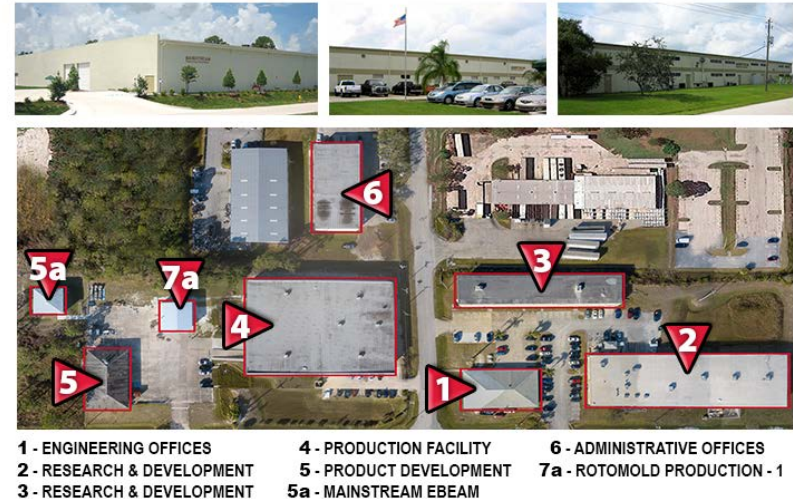 6
5a
7a
3
4
2
5
1
1 - ENGINEERING OFFICES
2 - RESEARCH & DEVELOPMENT
3 - RESEARCH & DEVELOPMENT
4 - PRODUCTION FACILITY
5 - PRODUCT DEVELOPMENT
5a - MAINSTREAM EBEAM
6 - ADMINISTRATIVE OFFICES
7a - ROTOMOLD PRODUCTION - 1